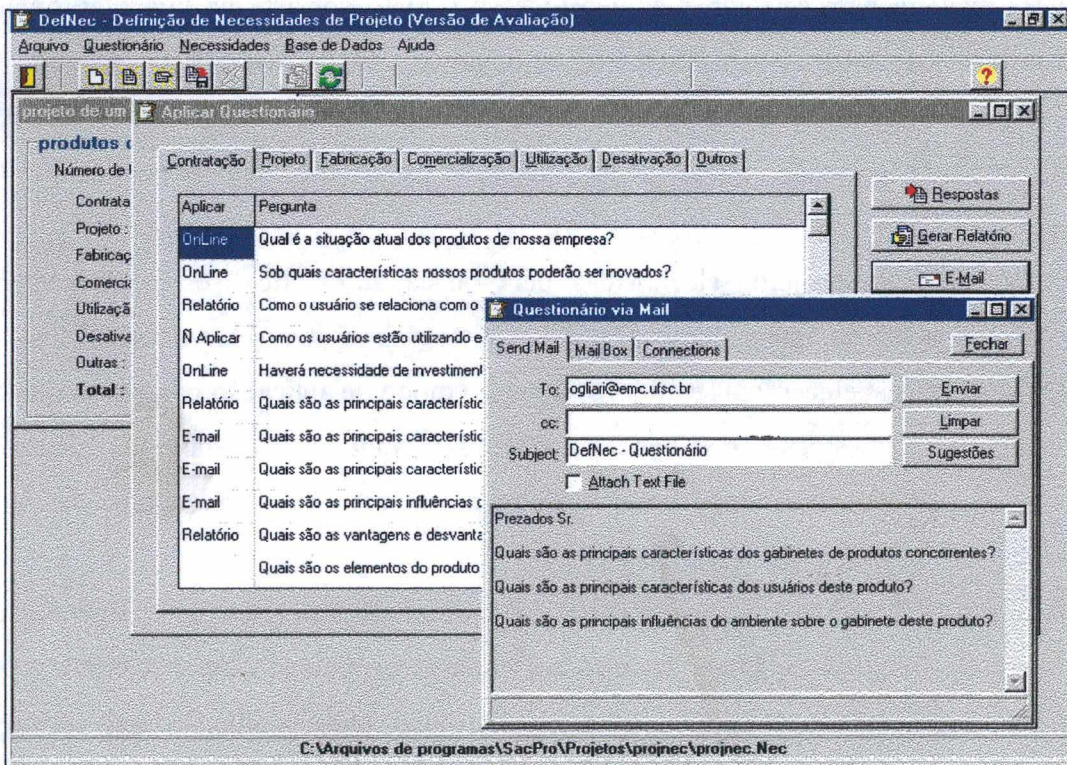 DefNec - Definição de Necessidades de Projeto (Versão de Avaliação)
Arquivo Questionário Necessidades Base de Dados Ajuda
projeto de um
Aplicar Questionário
produtos
Número de
Contrata
Projeto :
Fabricaç
Comercia
Utilizaçã
Desativa
Outras :
Total :
Contratação Projeto Fabricação Comercialização Utilização Desativação Outros
Aplicar Pergunta
OnLine Qual é a situação atual dos produtos de nossa empresa?
OnLine Sob quais características nossos produtos poderão ser inovados?
Relatório Como o usuário se relaciona com o
Ñ Aplicar Como os usuários estão utilizando e
OnLine Haverá necessidade de investimen
Relatório Quais são as principais característic
E-mail Quais são as principais característic
E-mail Quais são as principais característic
E-mail Quais são as principais influências
Relatório Quais são as vantagens e desvanta
Quais são os elementos do produto
Respostas
Gerar Relatório
E-Mail
Questionário via Mail
Send Mail Mail Box Connections Fechar
To: ogliari@emc.ufsc.br Enviar
cc: Limpar
Subject: DefNec - Questionário Sugestões
Attach Text File
Prezados Sr.
Quais são as principais características dos gabinetes de produtos concorrentes?
Quais são as principais características dos usuários deste produto?
Quais são as principais influências do ambiente sobre o gabinete deste produto?
C:\Arquivos de programas\SacPro\Projetos\projnec\projnec.Nec